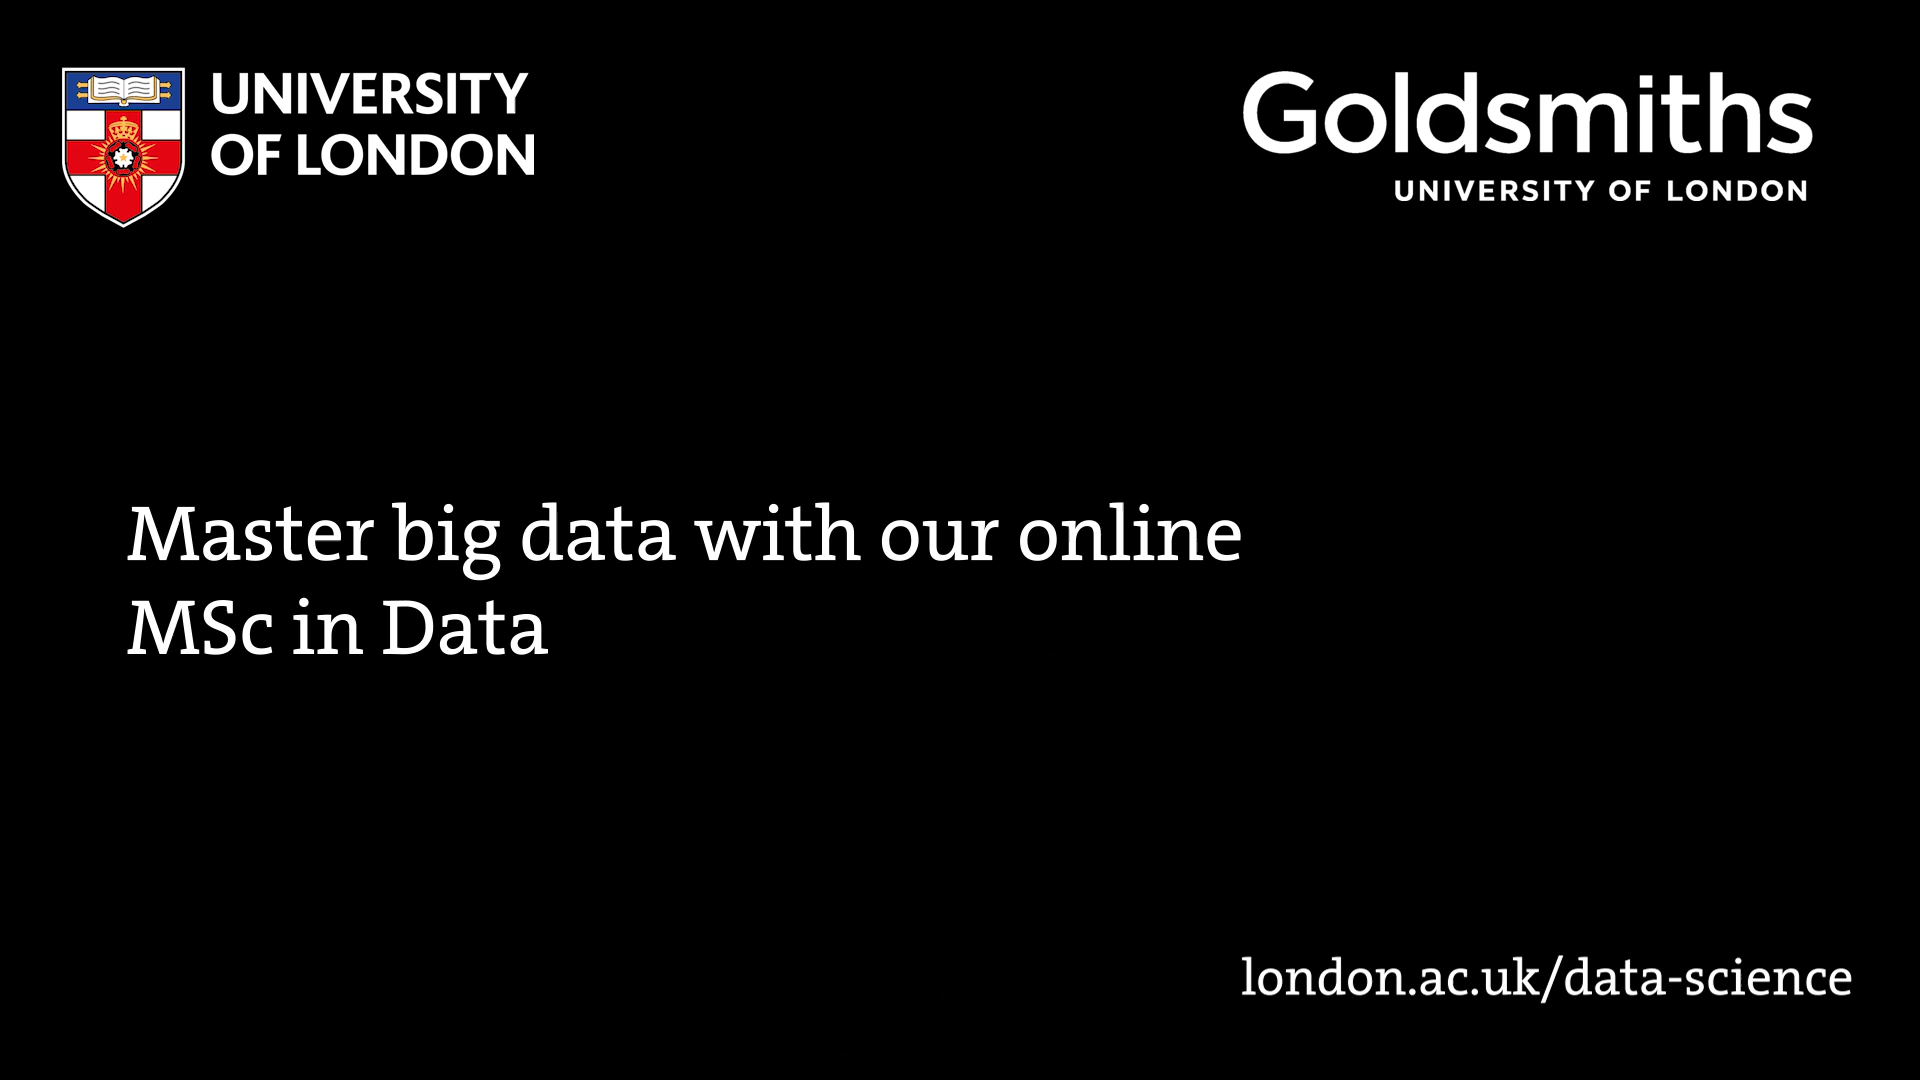 UNIVERSITY
OF LONDON
Goldsmiths
UNIVERSITY OF LONDON
Master big data with our online
MSc in Data
london.ac.uk/data-science